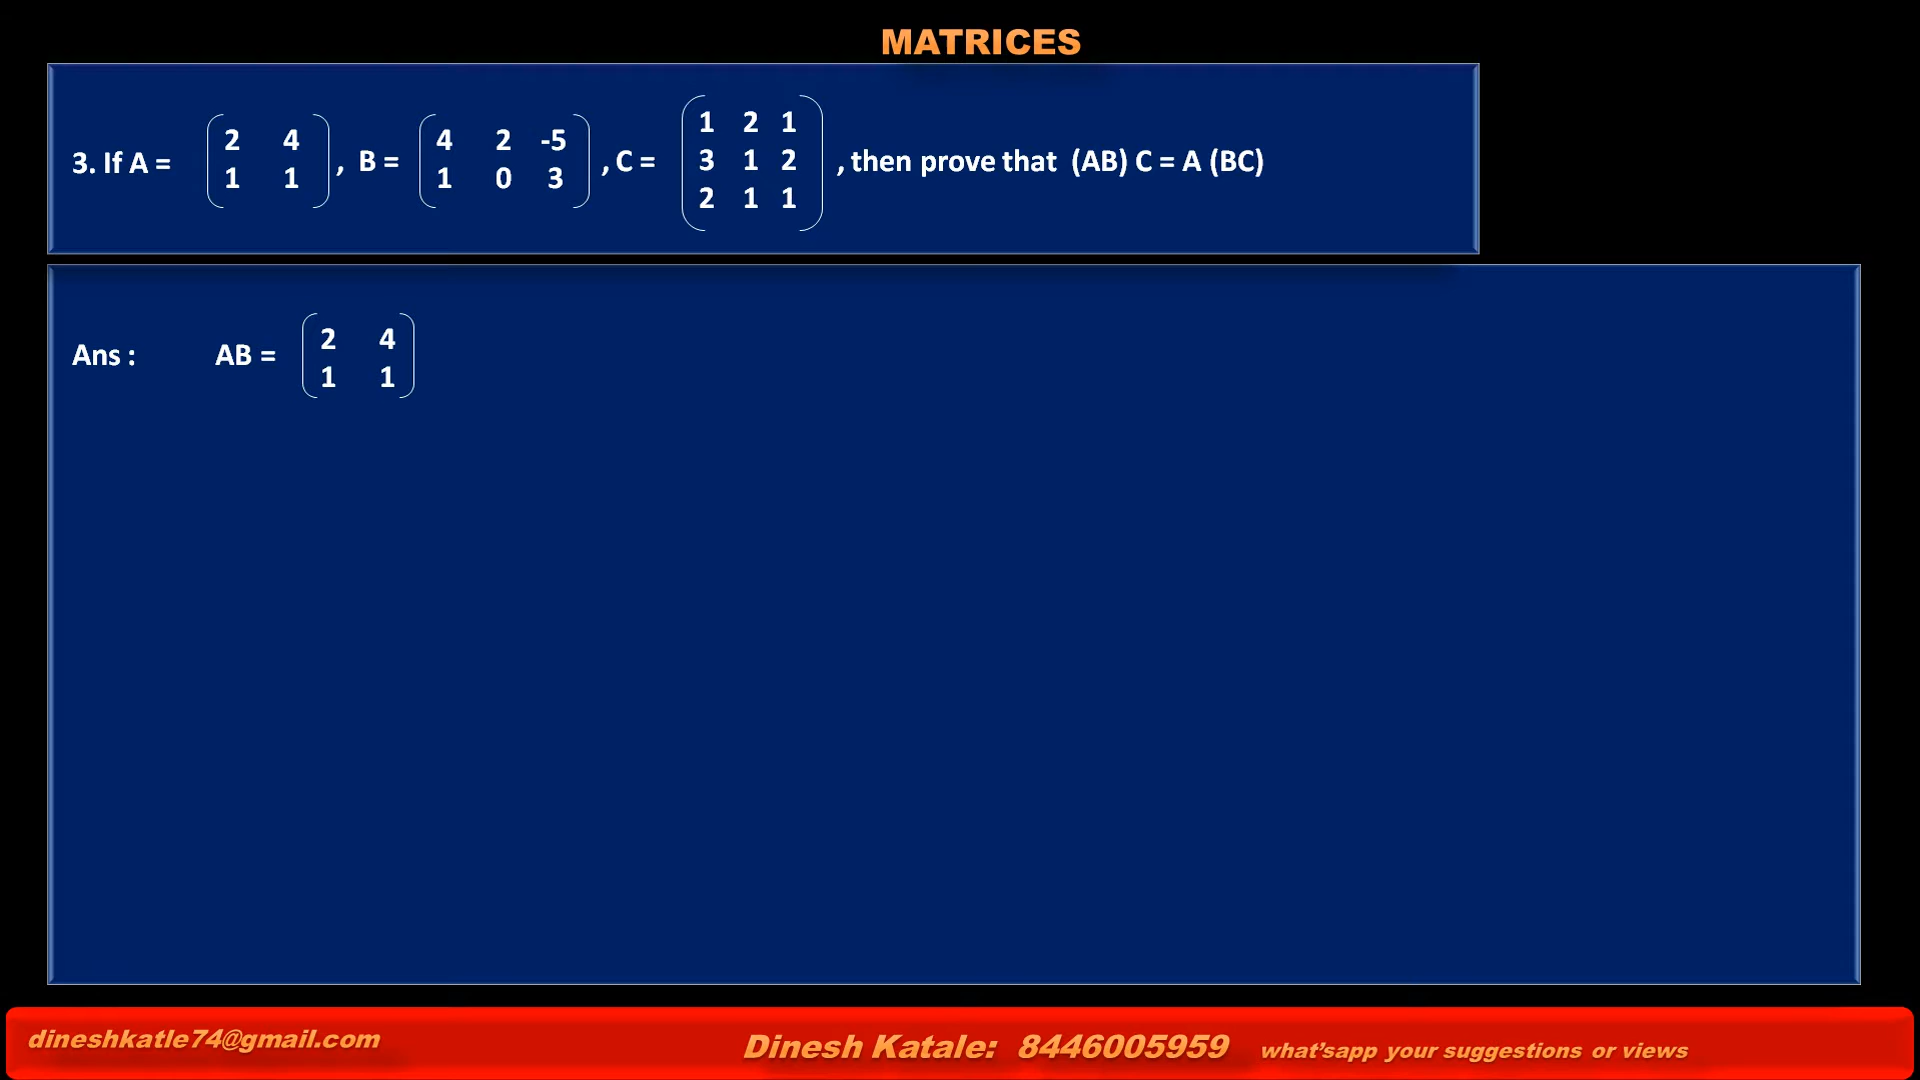 MATRICES
1 2 1
2 4 4 2 -5
3. If A = , B = , C = 3 1 2 , then prove that (AB) C = A (BC)
1 1 1 0 3
2 1 1
2 4
Ans : AB =
1 1
dineshkatle74@gmail.com Dinesh Katale: 8446005959 what'sapp your suggestions or views